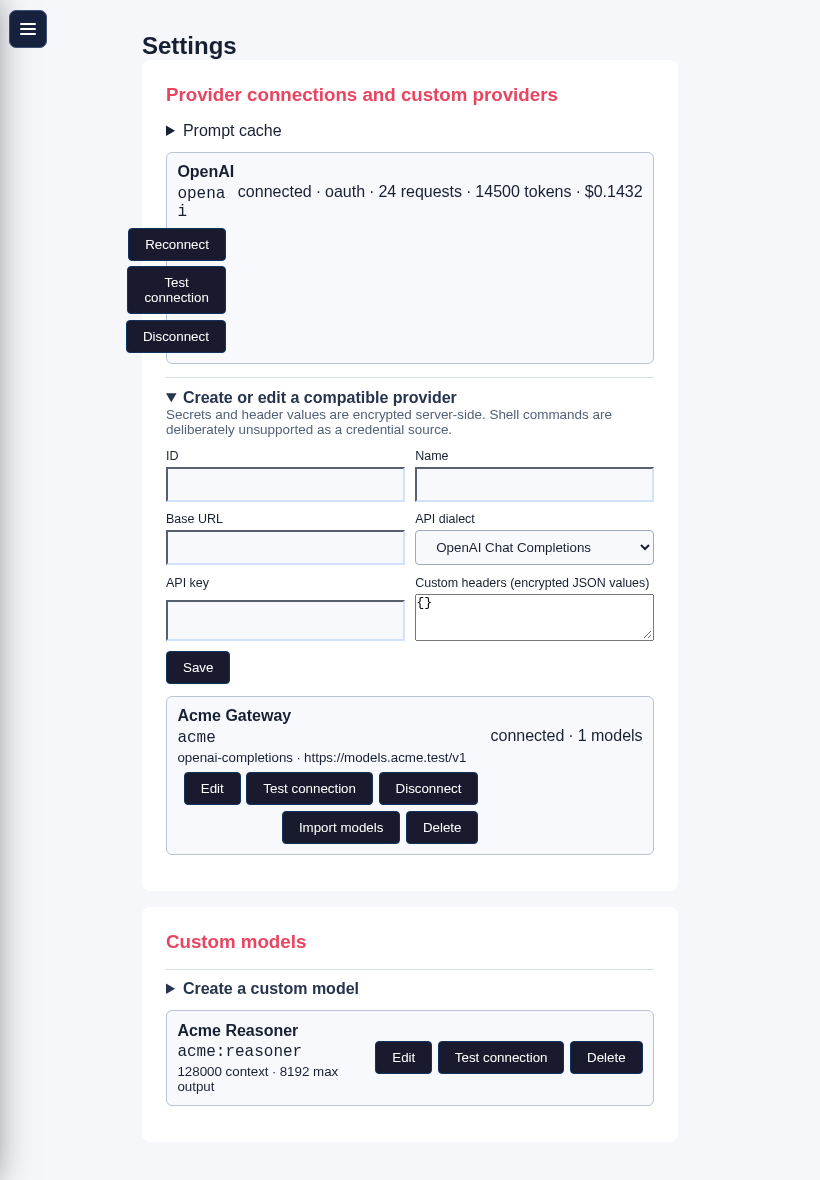 Settings
Provider connections and custom providers
Prompt cache
OpenAI
opena
i
connected · oauth · 24 requests · 14500 tokens · $0.1432
Reconnect
Test
connection
Disconnect
Create or edit a compatible provider
Secrets and header values are encrypted server-side. Shell commands are
deliberately unsupported as a credential source.
ID
Name
Base URL
API dialect
OpenAI Chat Completions
API key
Custom headers (encrypted JSON values)
{}
Save
Acme Gateway
acme
connected · 1 models
openai-completions · https://models.acme.test/v1
Edit
Test connection
Disconnect
Import models
Delete
Custom models
Create a custom model
Acme Reasoner
acme:reasoner
128000 context · 8192 max
output
Edit
Test connection
Delete